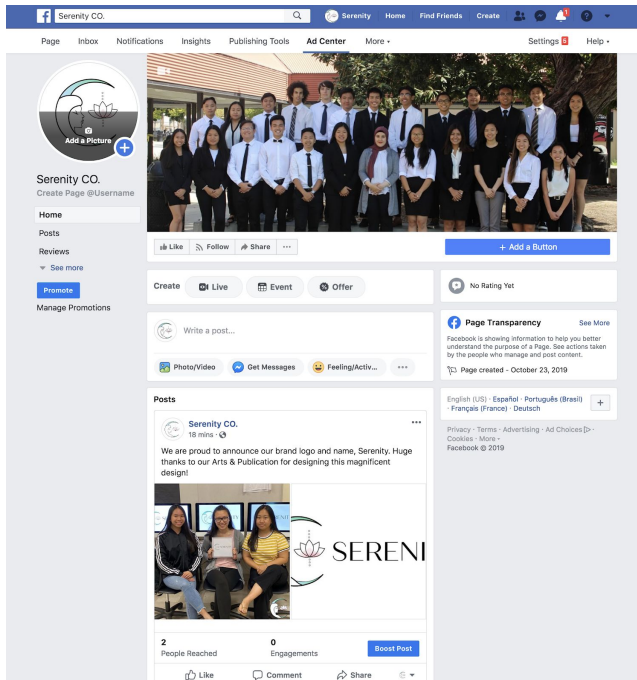 Serenity CO.
Serenity Home Find Friends Create 1
Page Inbox Notifications Insights Publishing Tools Ad Center More Settings 5 Help
Add a Picture
Serenity CO.
Create Page @Username
Home
Posts
Reviews
See more
Promote
Manage Promotions
Like Follow Share ...
+ Add a Button
Create Live Event Offer
Write a post...
Photo/Video Get Messages Feeling/Activ... ...
Posts
Serenity CO.
18 mins ·
We are proud to announce our brand logo and name, Serenity. Huge
thanks to our Arts & Publication for designing this magnificent
design!
SERENI
2
People Reached
0
Engagements
Boost Post
Like Comment Share
No Rating Yet
Page Transparency See More
Facebook is showing information to help you better
understand the purpose of a Page. See actions taken
by the people who manage and post content.
Page created - October 23, 2019
English (US) · Español · Português (Brasil)
· Français (France) · Deutsch
Privacy · Terms · Advertising · Ad Choices ·
Cookies · More
Facebook © 2019